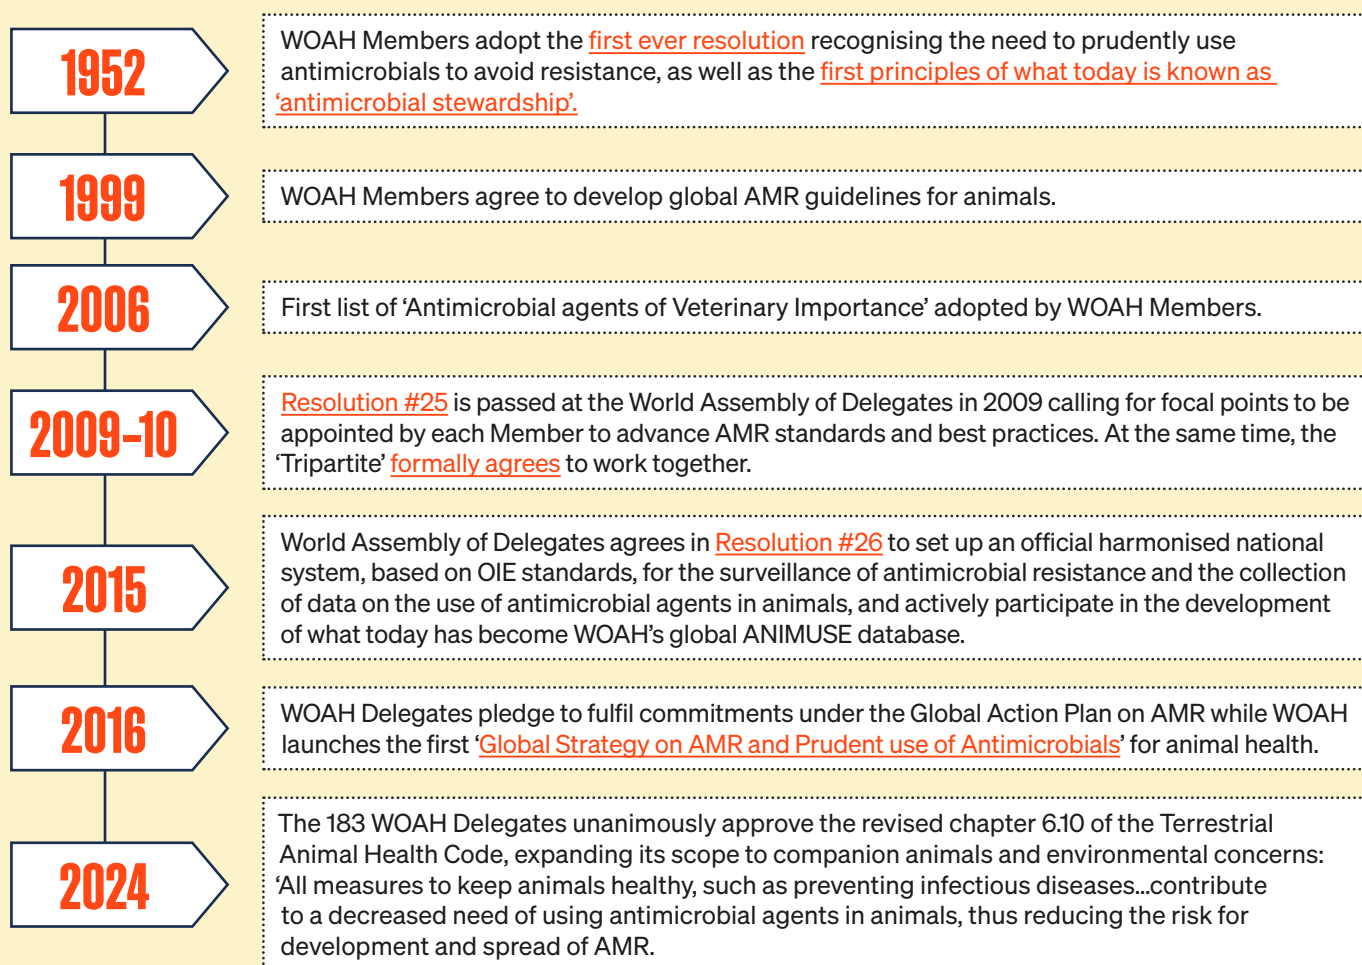 1952
WOAH Members adopt the first ever resolution recognising the need to prudently use
antimicrobials to avoid resistance, as well as the first principles of what today is known as
‘antimicrobial stewardship’.
1999
WOAH Members agree to develop global AMR guidelines for animals.
2006
First list of ‘Antimicrobial agents of Veterinary Importance’ adopted by WOAH Members.
2009–10
Resolution #25 is passed at the World Assembly of Delegates in 2009 calling for focal points to be
appointed by each Member to advance AMR standards and best practices. At the same time, the
‘Tripartite’ formally agrees to work together.
2015
World Assembly of Delegates agrees in Resolution #26 to set up an official harmonised national
system, based on OIE standards, for the surveillance of antimicrobial resistance and the collection
of data on the use of antimicrobial agents in animals, and actively participate in the development
of what today has become WOAH’s global ANIMUSE database.
2016
WOAH Delegates pledge to fulfil commitments under the Global Action Plan on AMR while WOAH
launches the first ‘Global Strategy on AMR and Prudent use of Antimicrobials’ for animal health.
2024
The 183 WOAH Delegates unanimously approve the revised chapter 6.10 of the Terrestrial
Animal Health Code, expanding its scope to companion animals and environmental concerns:
‘All measures to keep animals healthy, such as preventing infectious diseases...contribute
to a decreased need of using antimicrobial agents in animals, thus reducing the risk for
development and spread of AMR.